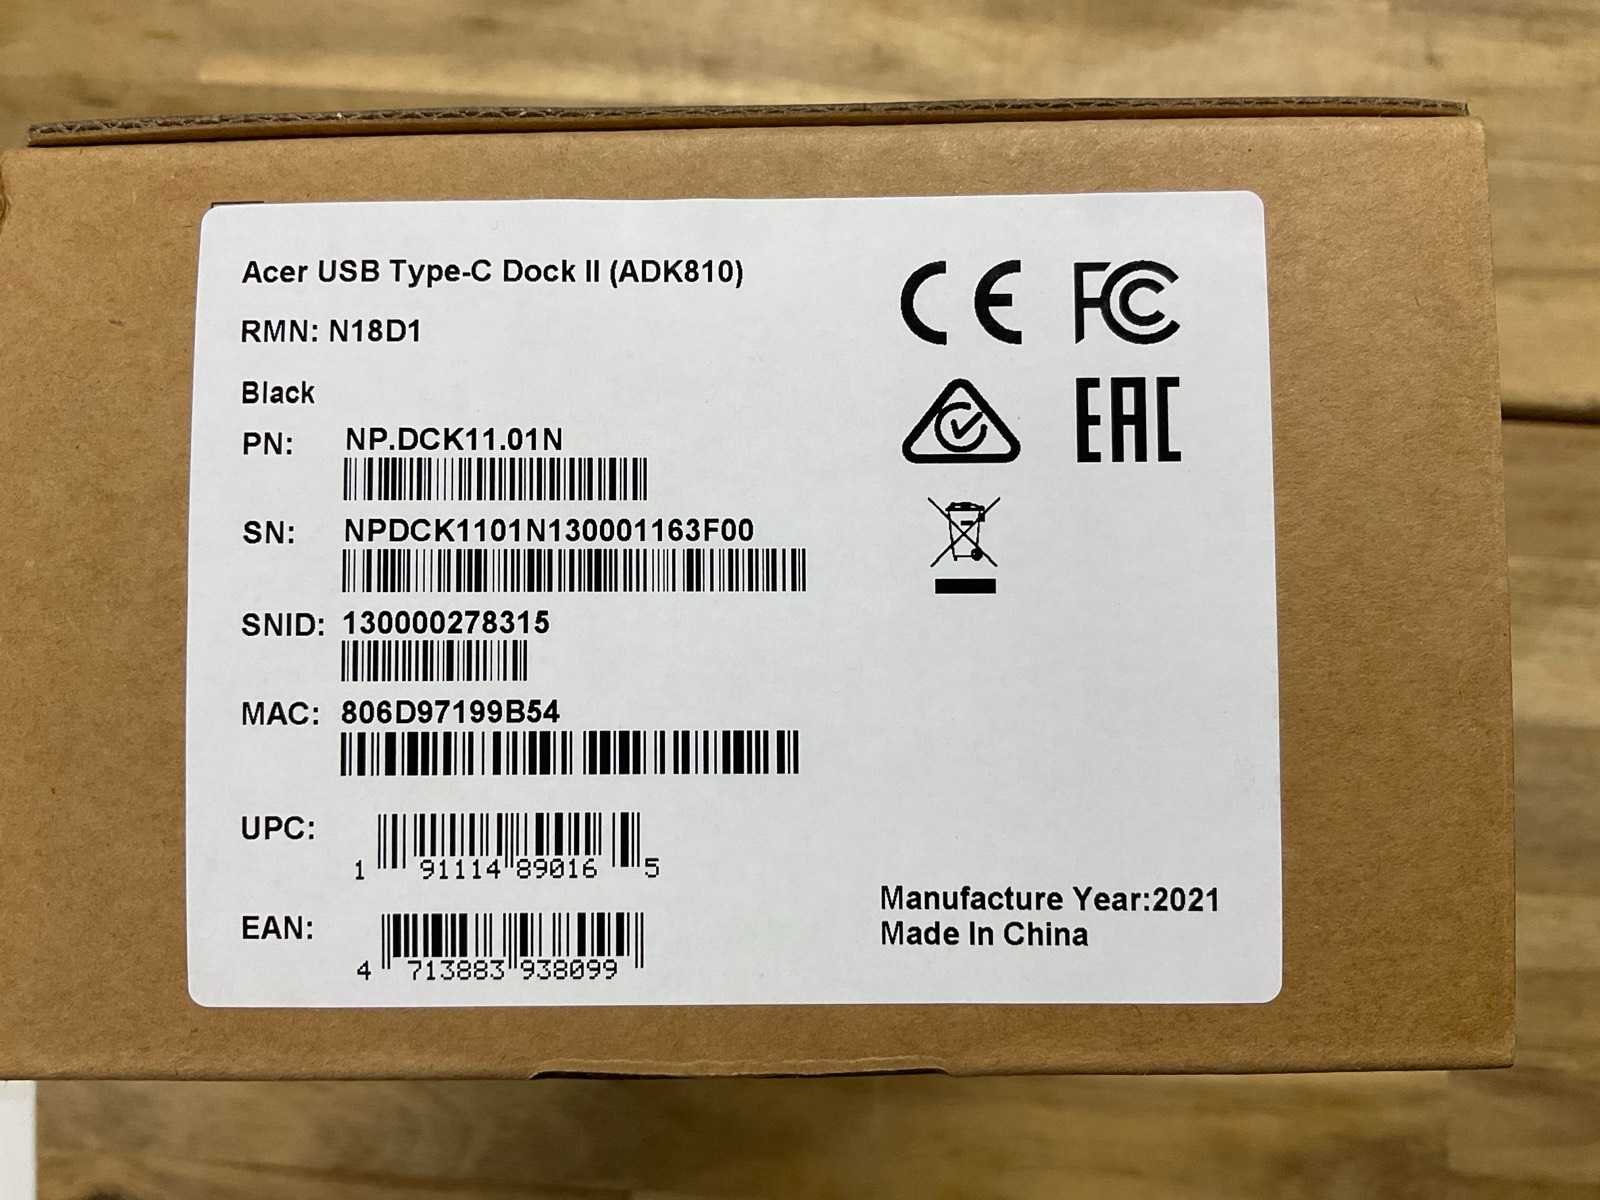 Acer USB Type-C Dock II (ADK810)
RMN: N18D1
Black
PN: NP.DCK11.01N
SN: NPDCK1101N130001163F00
SNID: 130000278315
MAC: 806D97199B54
UPC:
1 91114 89016 5
EAN:
4 713883 938099
CE FC
EAC
Manufacture Year:2021
Made In China